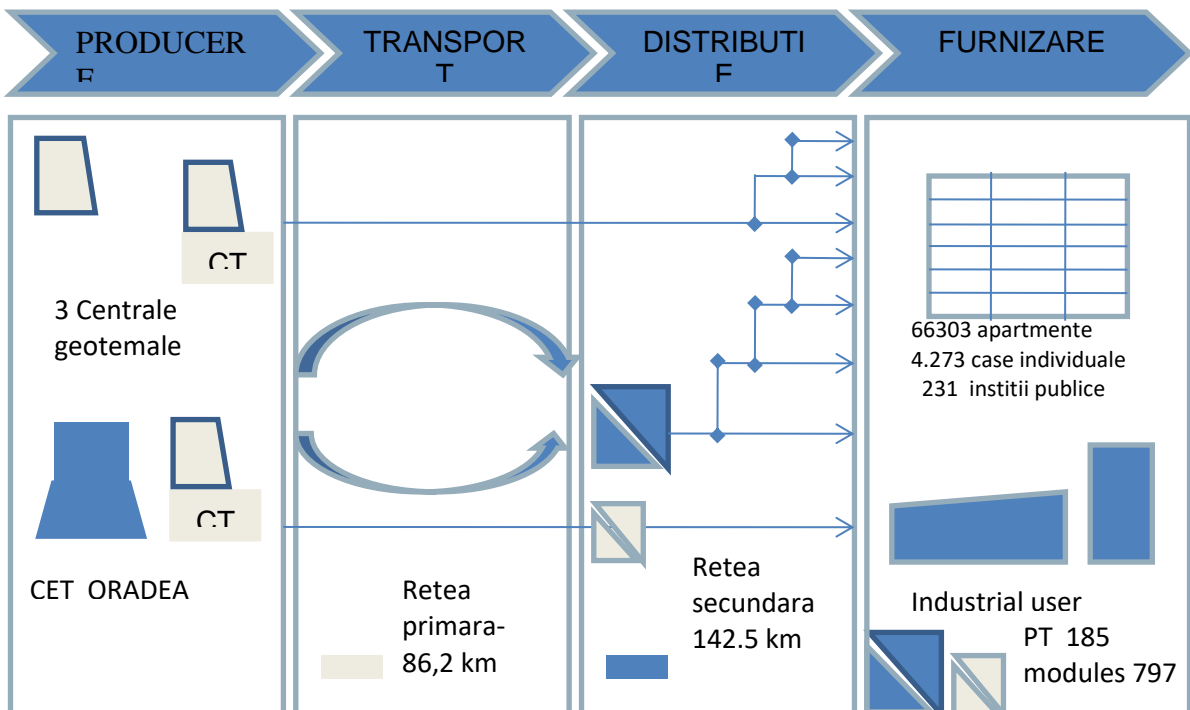 PRODUCER
E
TRANSPOR
T
DISTRIBUTI
E
FURNIZARE
CT
3 Centrale
geotemale
CT
CET ORADEA
Retea
primara-
86,2 km
Retea
secundara
142.5 km
66303 apartmente
4.273 case individuale
231 institii publice
Industrial user
PT 185
modules 797